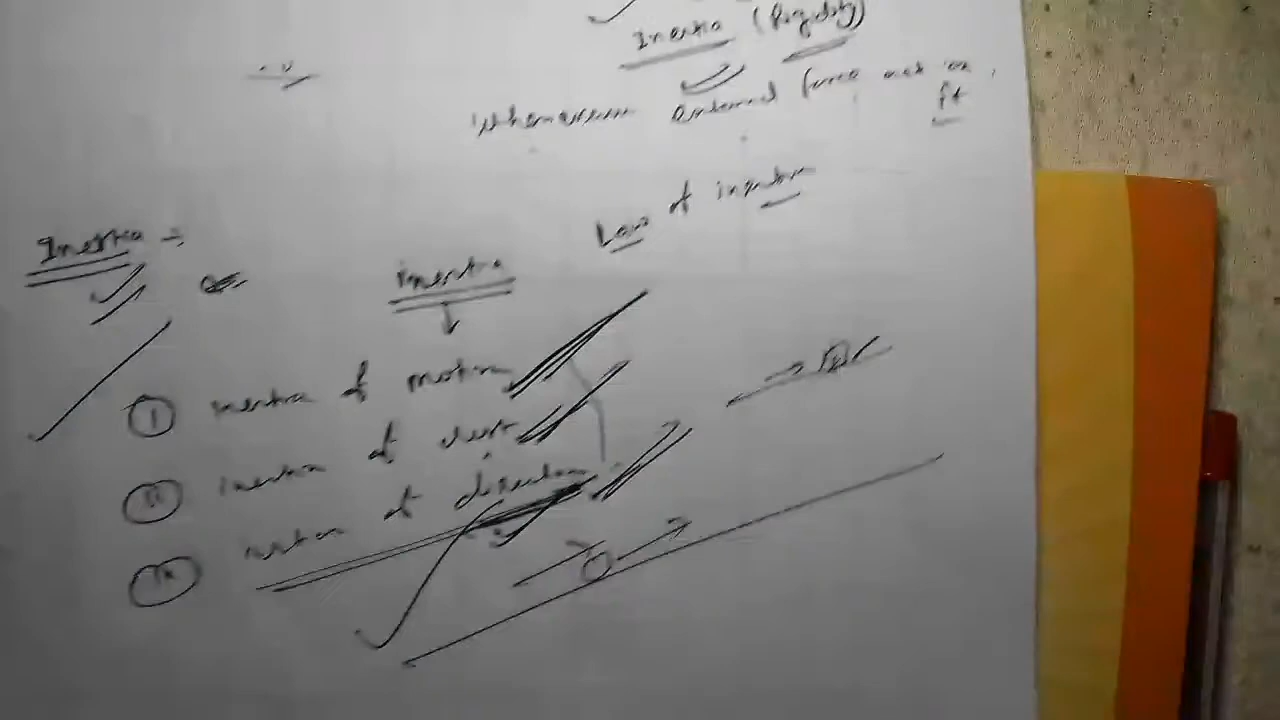 Inertia (Rigidity)
external force act on
it
Law of inertia
Inertia :-
inertia
① inertia of motion
② inertia of rest
inertia of direction